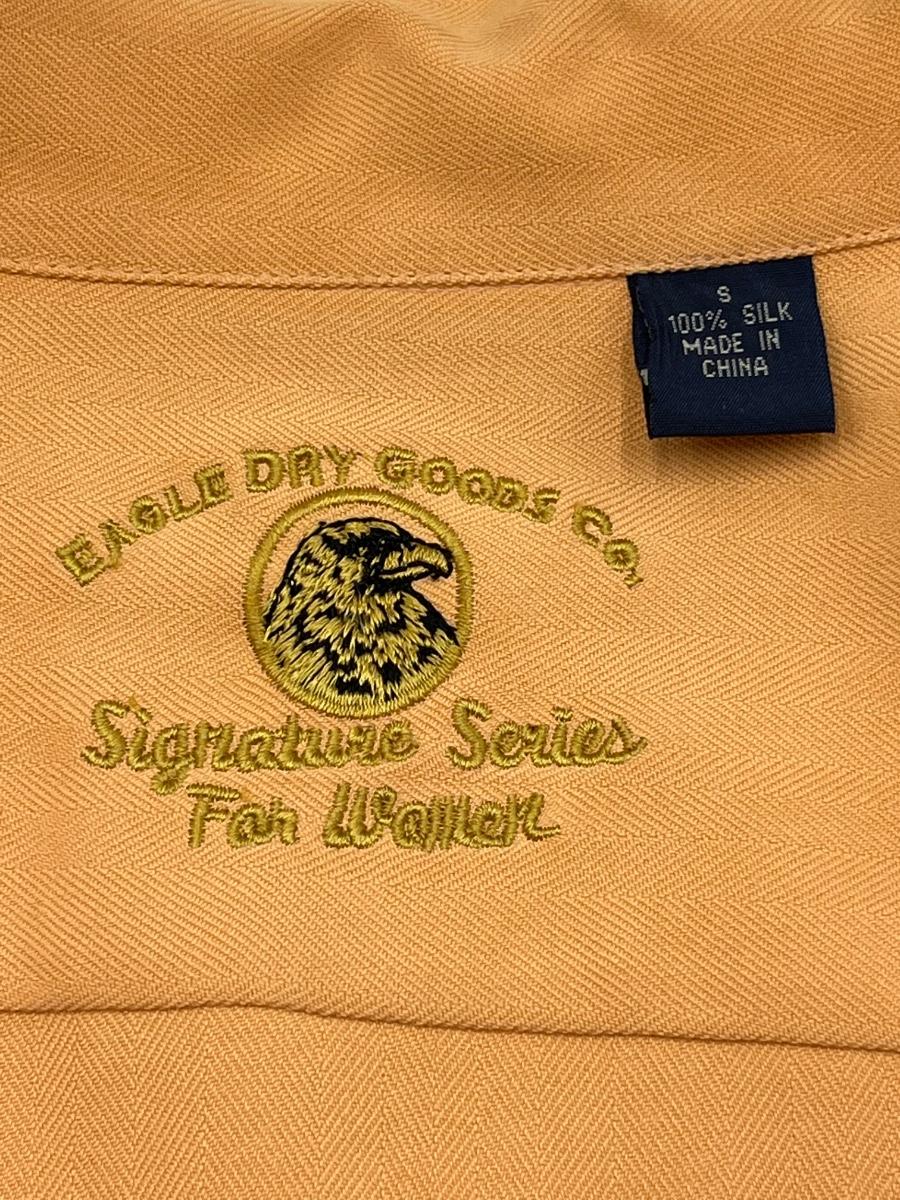 S
100% SILK
MADE IN
CHINA
EAGLE DRY GOODS CO.
Signature Series
For Women